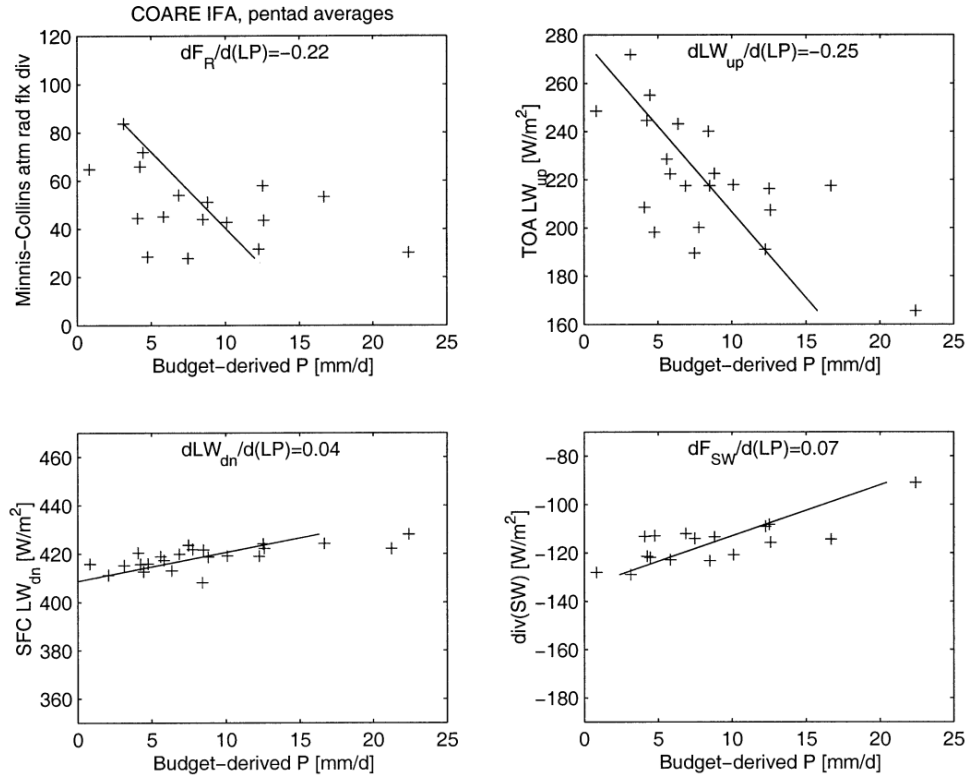 COARE IFA, pentad averages
dF_R/d(LP)=−0.22
Minnis−Collins atm rad flx div
120
100
80
60
40
20
0
0 5 10 15 20 25
Budget−derived P [mm/d]
dLW_up/d(LP)=−0.25
TOA LW_up [W/m²]
280
260
240
220
200
180
160
0 5 10 15 20 25
Budget−derived P [mm/d]
dLW_dn/d(LP)=0.04
SFC LW_dn [W/m²]
460
440
420
400
380
360
0 5 10 15 20 25
Budget−derived P [mm/d]
dF_SW/d(LP)=0.07
div(SW) [W/m²]
−80
−100
−120
−140
−160
−180
0 5 10 15 20 25
Budget−derived P [mm/d]